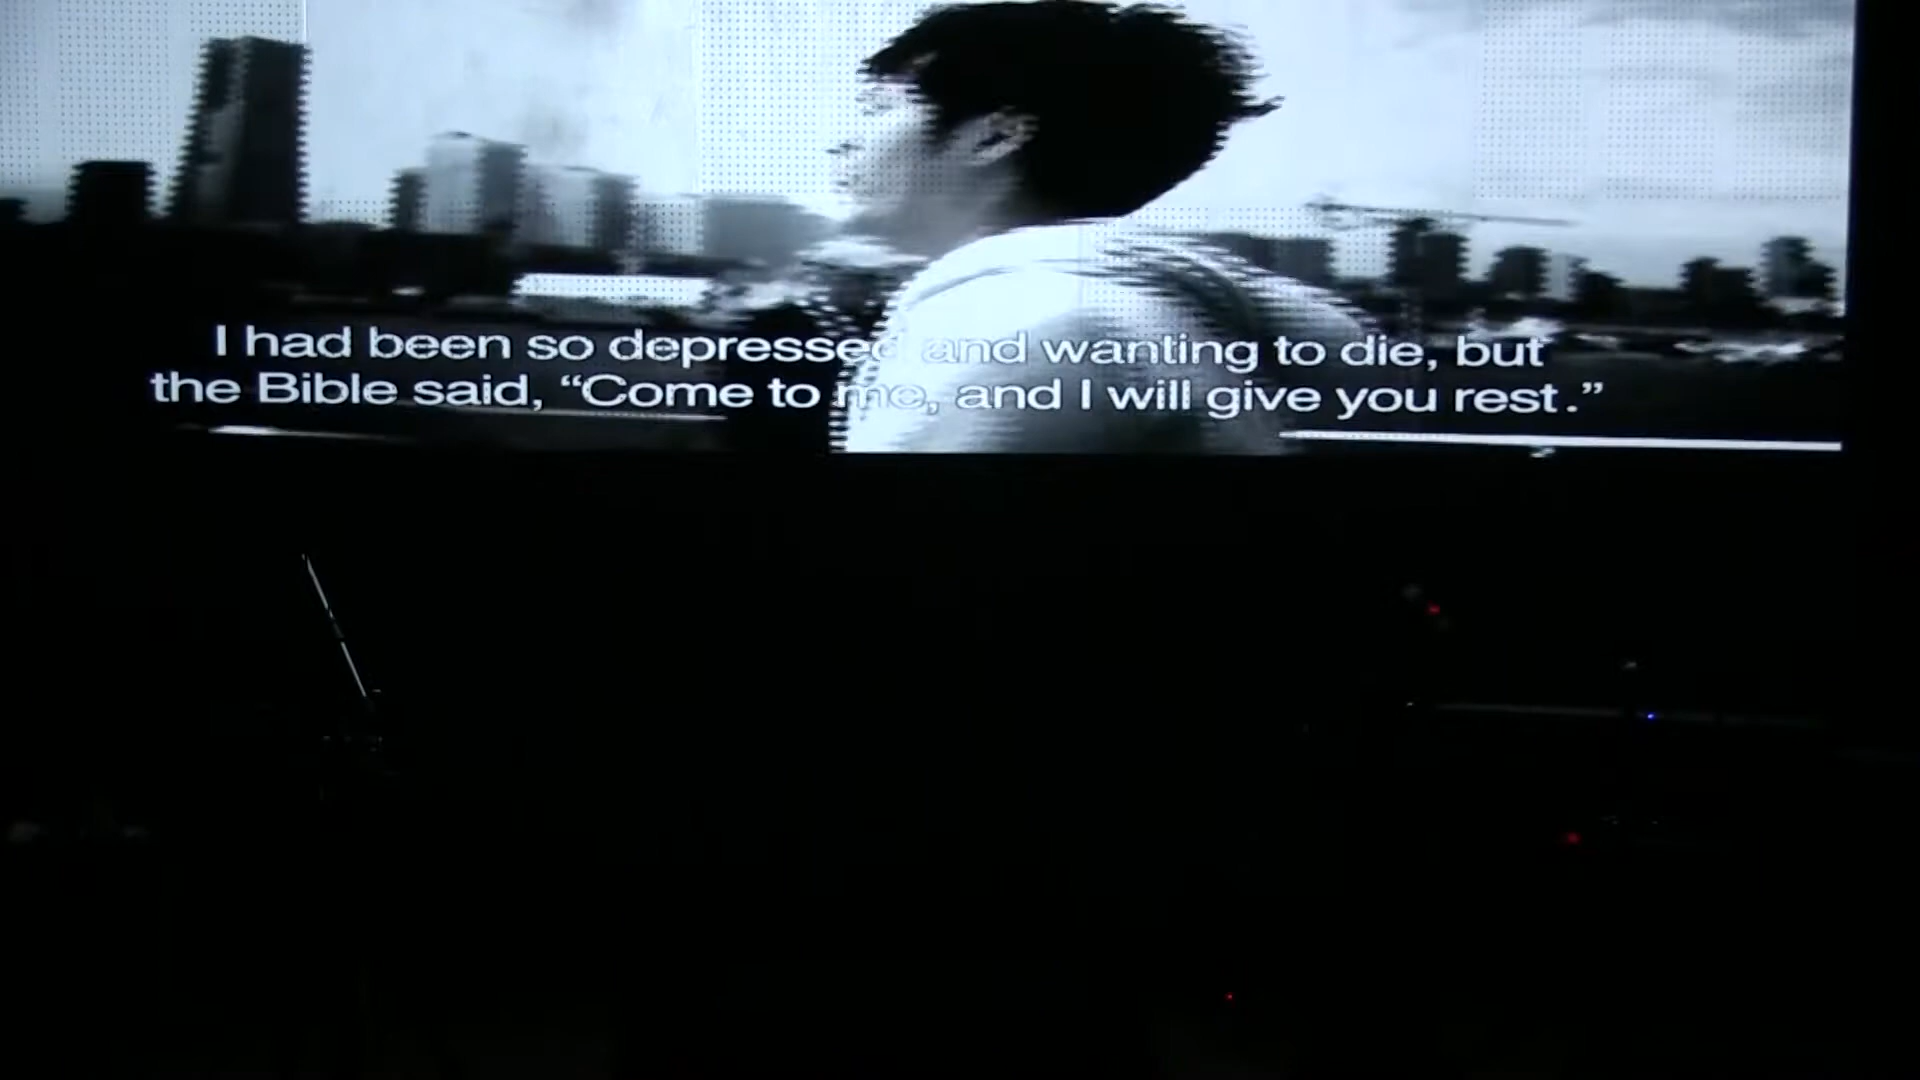 I had been so depressed and wanting to die, but
the Bible said, “Come to me, and I will give you rest.”